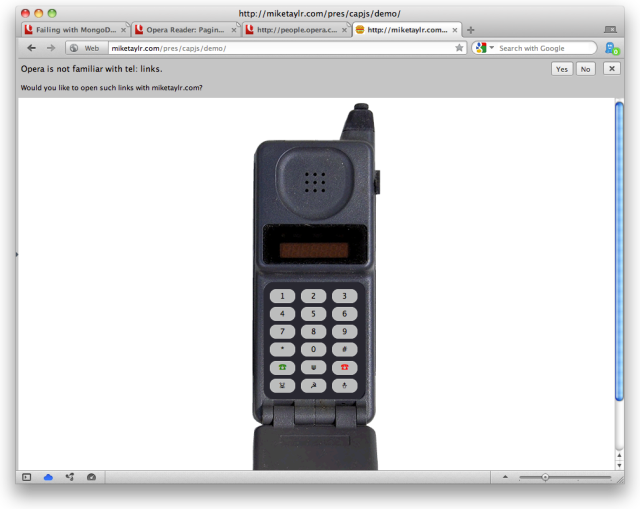 http://miketaylr.com/pres/capjs/demo/
Failing with MongoD...
Opera Reader: Pagin...
http://people.opera.c...
http://miketaylr.com...
Web
miketaylr.com/pres/capjs/demo/
Search with Google
Opera is not familiar with tel: links.
Yes
No
Would you like to open such links with miketaylr.com?
1 2 3
4 5 6
7 8 9
* 0 #